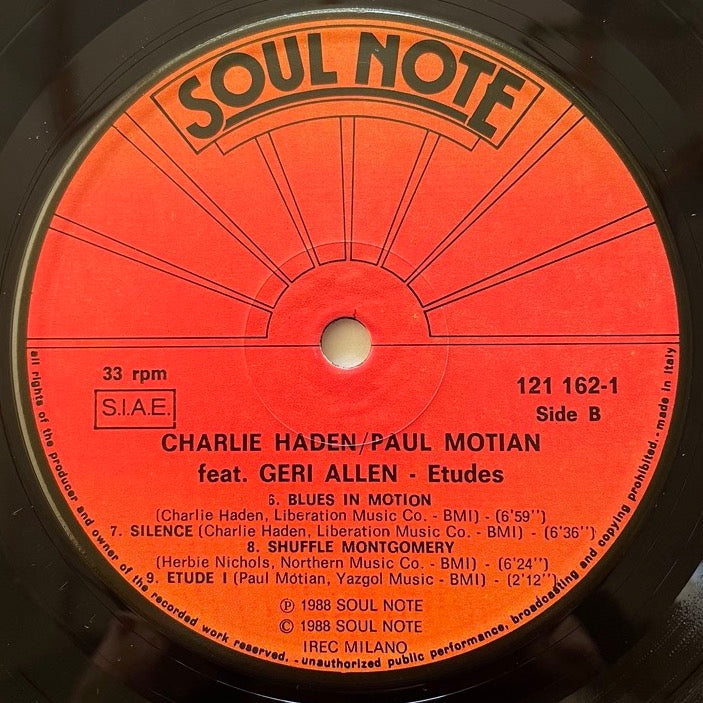 SOUL NOTE
33 rpm
S.I.A.E.
121 162-1
Side B
CHARLIE HADEN/PAUL MOTIAN
feat. GERI ALLEN - Etudes
6. BLUES IN MOTION
(Charlie Haden, Liberation Music Co. - BMI) - (6'59'')
7. SILENCE (Charlie Haden, Liberation Music Co. - BMI) - (6'36'')
8. SHUFFLE MONTGOMERY
(Herbie Nichols, Northern Music Co. - BMI) - (6'24'')
9. ETUDE I (Paul Motian, Yazgol Music - BMI) - (2'12'')
℗ 1988 SOUL NOTE
© 1988 SOUL NOTE
IREC MILANO
all rights of the producer and owner of the recorded work reserved. - unauthorized public performance, broadcasting and copying prohibited. - made in Italy